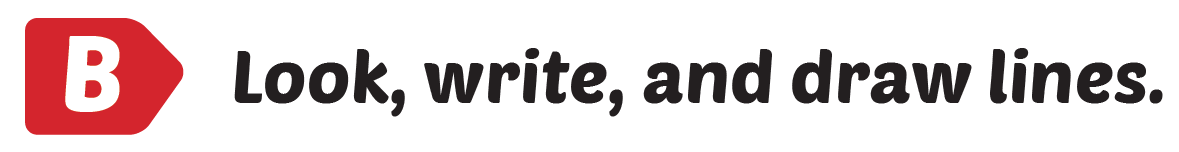 B Look, write, and draw lines.